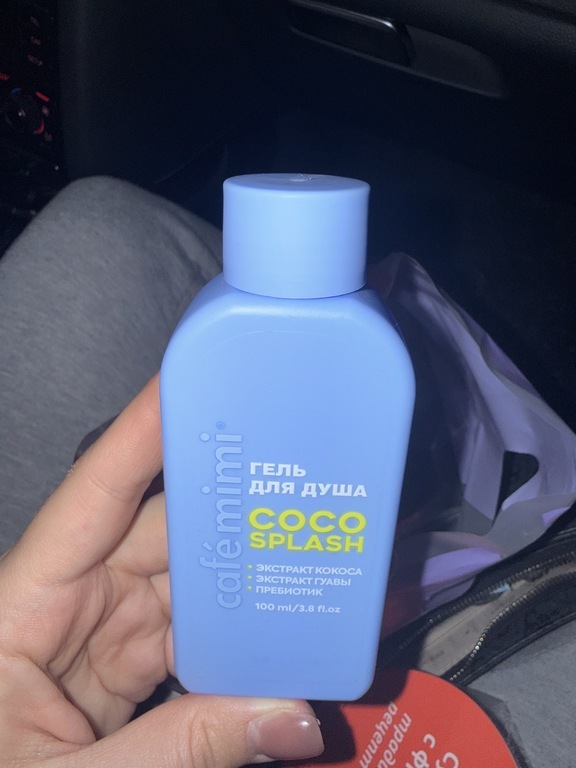 café mimi
ГЕЛЬ
ДЛЯ ДУША
COCO
SPLASH
ЭКСТРАКТ КОКОСА
ЭКСТРАКТ ГУАВЫ
ПРЕБИОТИК
100 ml/3.8 fl.oz